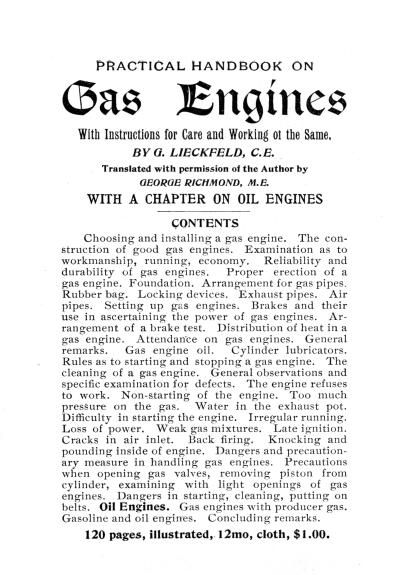 PRACTICAL HANDBOOK ON
Gas Engines
With Instructions for Care and Working ot the Same,
BY G. LIECKFELD, C.E.
Translated with permission of the Author by
GEORGE RICHMOND, M.E.
WITH A CHAPTER ON OIL ENGINES
CONTENTS
Choosing and installing a gas engine. The con-
struction of good gas engines. Examination as to
workmanship, running, economy. Reliability and
durability of gas engines. Proper erection of a
gas engine. Foundation. Arrangement for gas pipes.
Rubber bag. Locking devices. Exhaust pipes. Air
pipes. Setting up gas engines. Brakes and their
use in ascertaining the power of gas engines. Ar-
rangement of a brake test. Distribution of heat in a
gas engine. Attendance on gas engines. General
remarks. Gas engine oil. Cylinder lubricators.
Rules as to starting and stopping a gas engine. The
cleaning of a gas engine. General observations and
specific examination for defects. The engine refuses
to work. Non-starting of the engine. Too much
pressure on the gas. Water in the exhaust pot.
Difficulty in starting the engine. Irregular running.
Loss of power. Weak gas mixtures. Late ignition.
Cracks in air inlet. Back firing. Knocking and
pounding inside of engine. Dangers and precaution-
ary measure in handling gas engines. Precautions
when opening gas valves, removing piston from
cylinder, examining with light openings of gas
engines. Dangers in starting, cleaning, putting on
belts. Oil Engines. Gas engines with producer gas.
Gasoline and oil engines. Concluding remarks.
120 pages, illustrated, 12mo, cloth, $1.00.